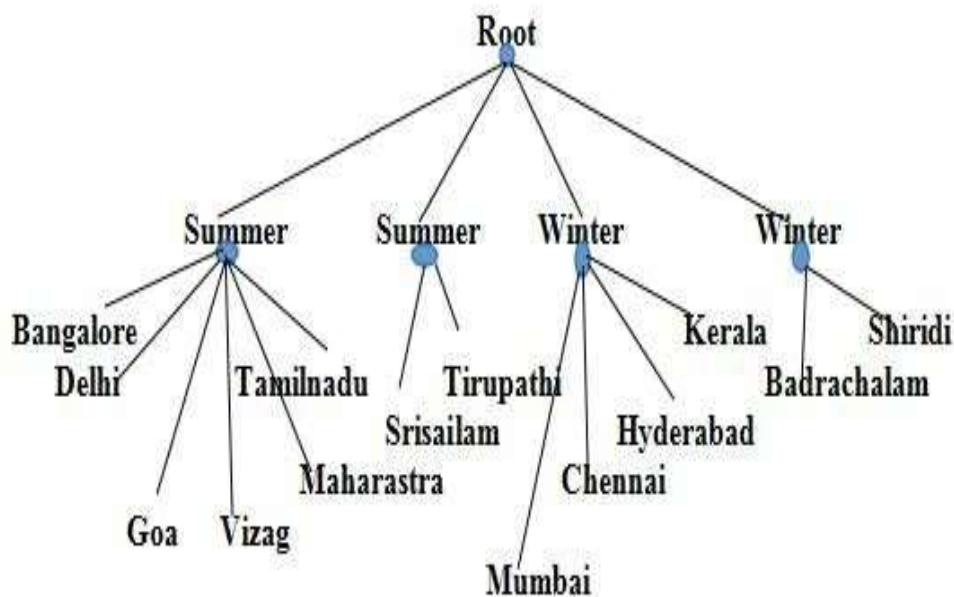 Root
Summer Summer Winter Winter
Bangalore Kerala Shiridi
Delhi Tamilnadu Tirupathi Badrachalam
Srisailam Hyderabad
Maharastra Chennai
Goa Vizag
Mumbai